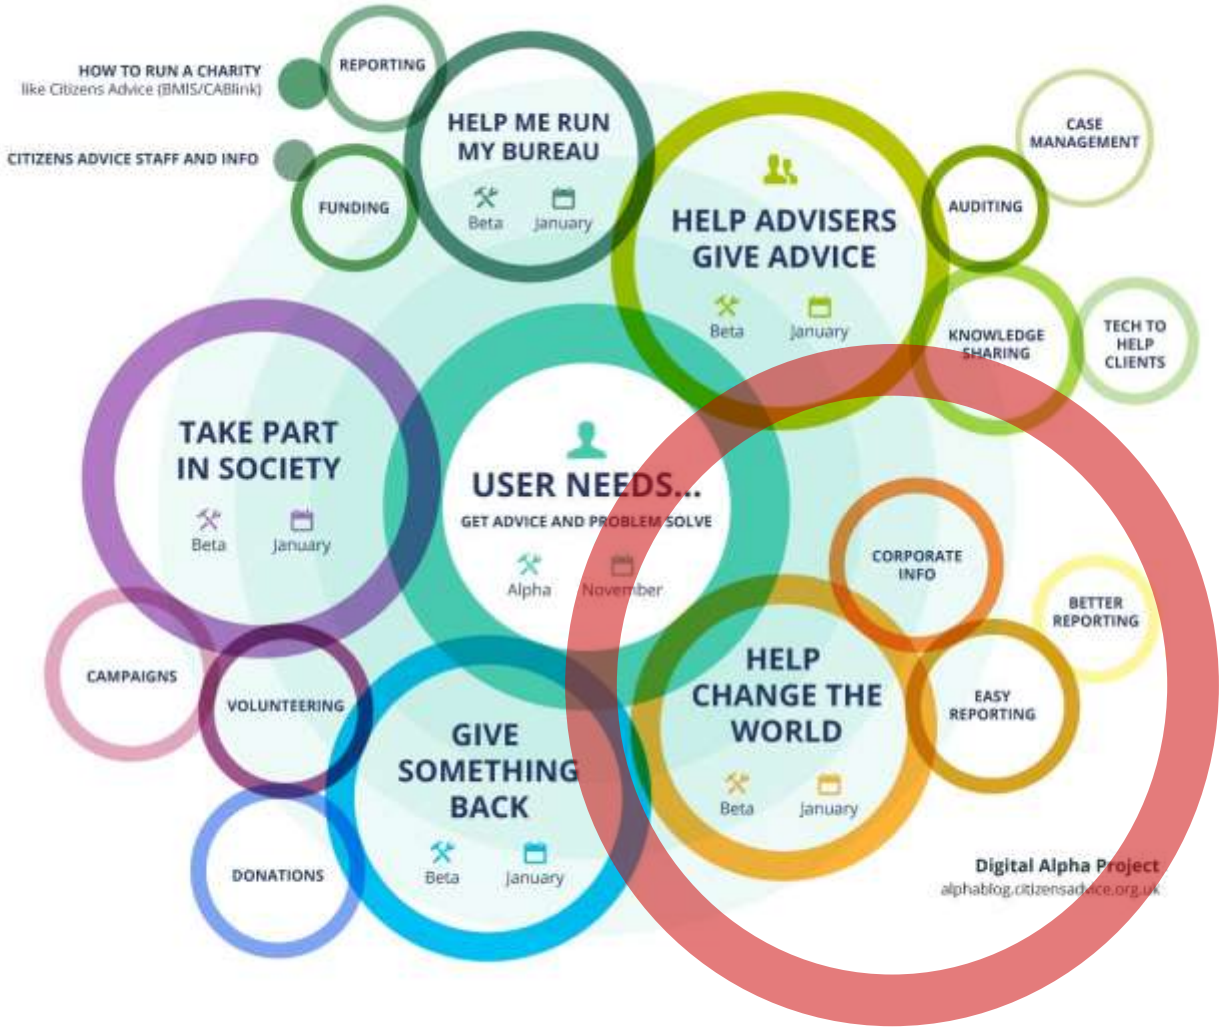 HOW TO RUN A CHARITY
like Citizens Advice (BMIS/CABlink)
CITIZENS ADVICE STAFF AND INFO
REPORTING
FUNDING
HELP ME RUN
MY BUREAU
Beta
January
HELP ADVISERS
GIVE ADVICE
Beta
January
CASE
MANAGEMENT
AUDITING
KNOWLEDGE
SHARING
TECH TO
HELP
CLIENTS
TAKE PART
IN SOCIETY
Beta
January
USER NEEDS...
GET ADVICE AND PROBLEM SOLVE
Alpha
November
CORPORATE
INFO
BETTER
REPORTING
EASY
REPORTING
HELP
CHANGE THE
WORLD
Beta
January
CAMPAIGNS
VOLUNTEERING
DONATIONS
GIVE
SOMETHING
BACK
Beta
January
Digital Alpha Project
alphablog.citizensadvice.org.uk